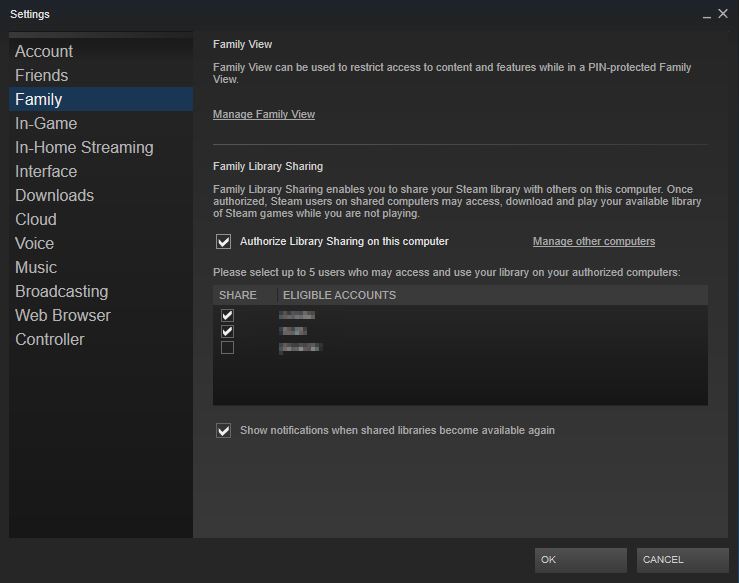 Settings
Account
Friends
Family
In-Game
In-Home Streaming
Interface
Downloads
Cloud
Voice
Music
Broadcasting
Web Browser
Controller
Family View
Family View can be used to restrict access to content and features while in a PIN-protected Family
View.
Manage Family View
Family Library Sharing
Family Library Sharing enables you to share your Steam library with others on this computer. Once
authorized, Steam users on shared computers may access, download and play your available library
of Steam games while you are not playing.
Authorize Library Sharing on this computer Manage other computers
Please select up to 5 users who may access and use your library on your authorized computers:
SHARE ELIGIBLE ACCOUNTS
Show notifications when shared libraries become available again
OK CANCEL